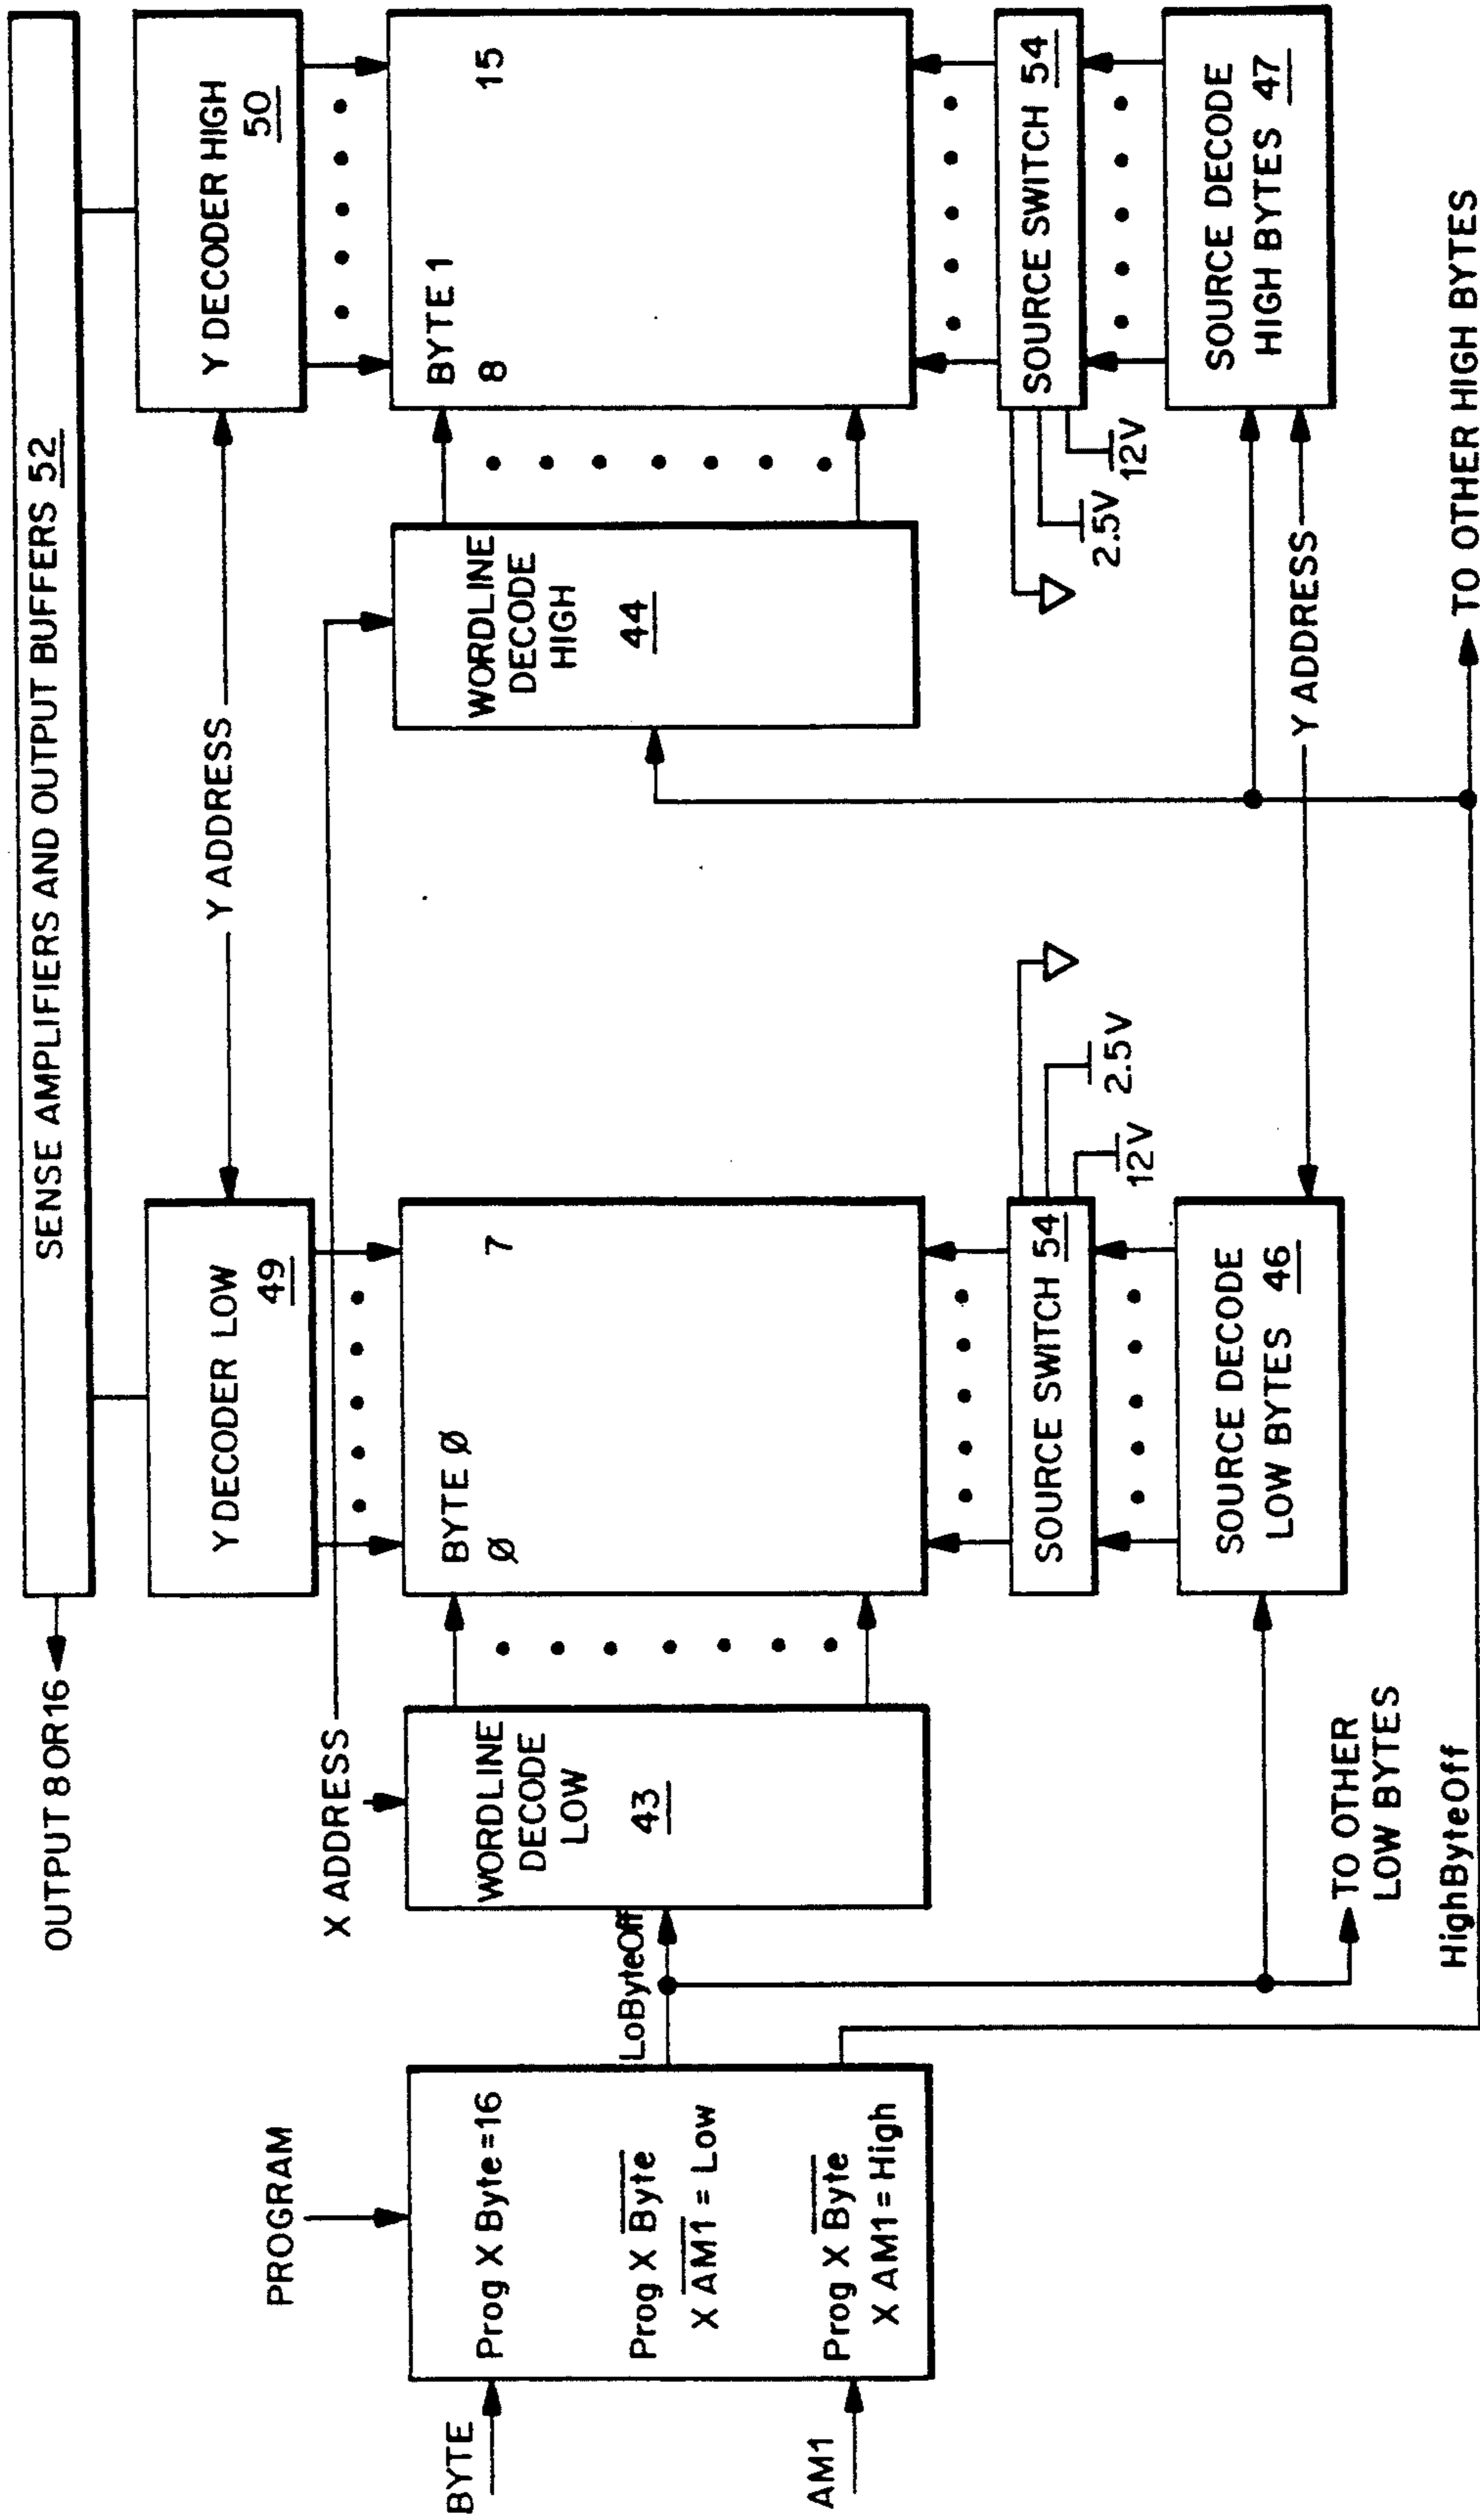 SENSE AMPLIFIERS AND OUTPUT BUFFERS 52
OUTPUT 8 OR 16
Y DECODER LOW
49
Y ADDRESS
Y DECODER HIGH
50
X ADDRESS
PROGRAM
BYTE
AM1
Prog X Byte = 16
Prog X B̅y̅t̅e̅
X A̅M̅1̅ = Low
Prog X B̅y̅t̅e̅
X AM1 = High
LoByteOff
WORDLINE
DECODE
LOW
43
BYTE Ø
Ø 7
WORDLINE
DECODE
HIGH
44
BYTE 1
8 15
SOURCE SWITCH 54
12V
2.5V
2.5V
12V
SOURCE SWITCH 54
SOURCE DECODE
LOW BYTES 46
Y ADDRESS
SOURCE DECODE
HIGH BYTES 47
TO OTHER
LOW BYTES
HighByteOff
TO OTHER HIGH BYTES